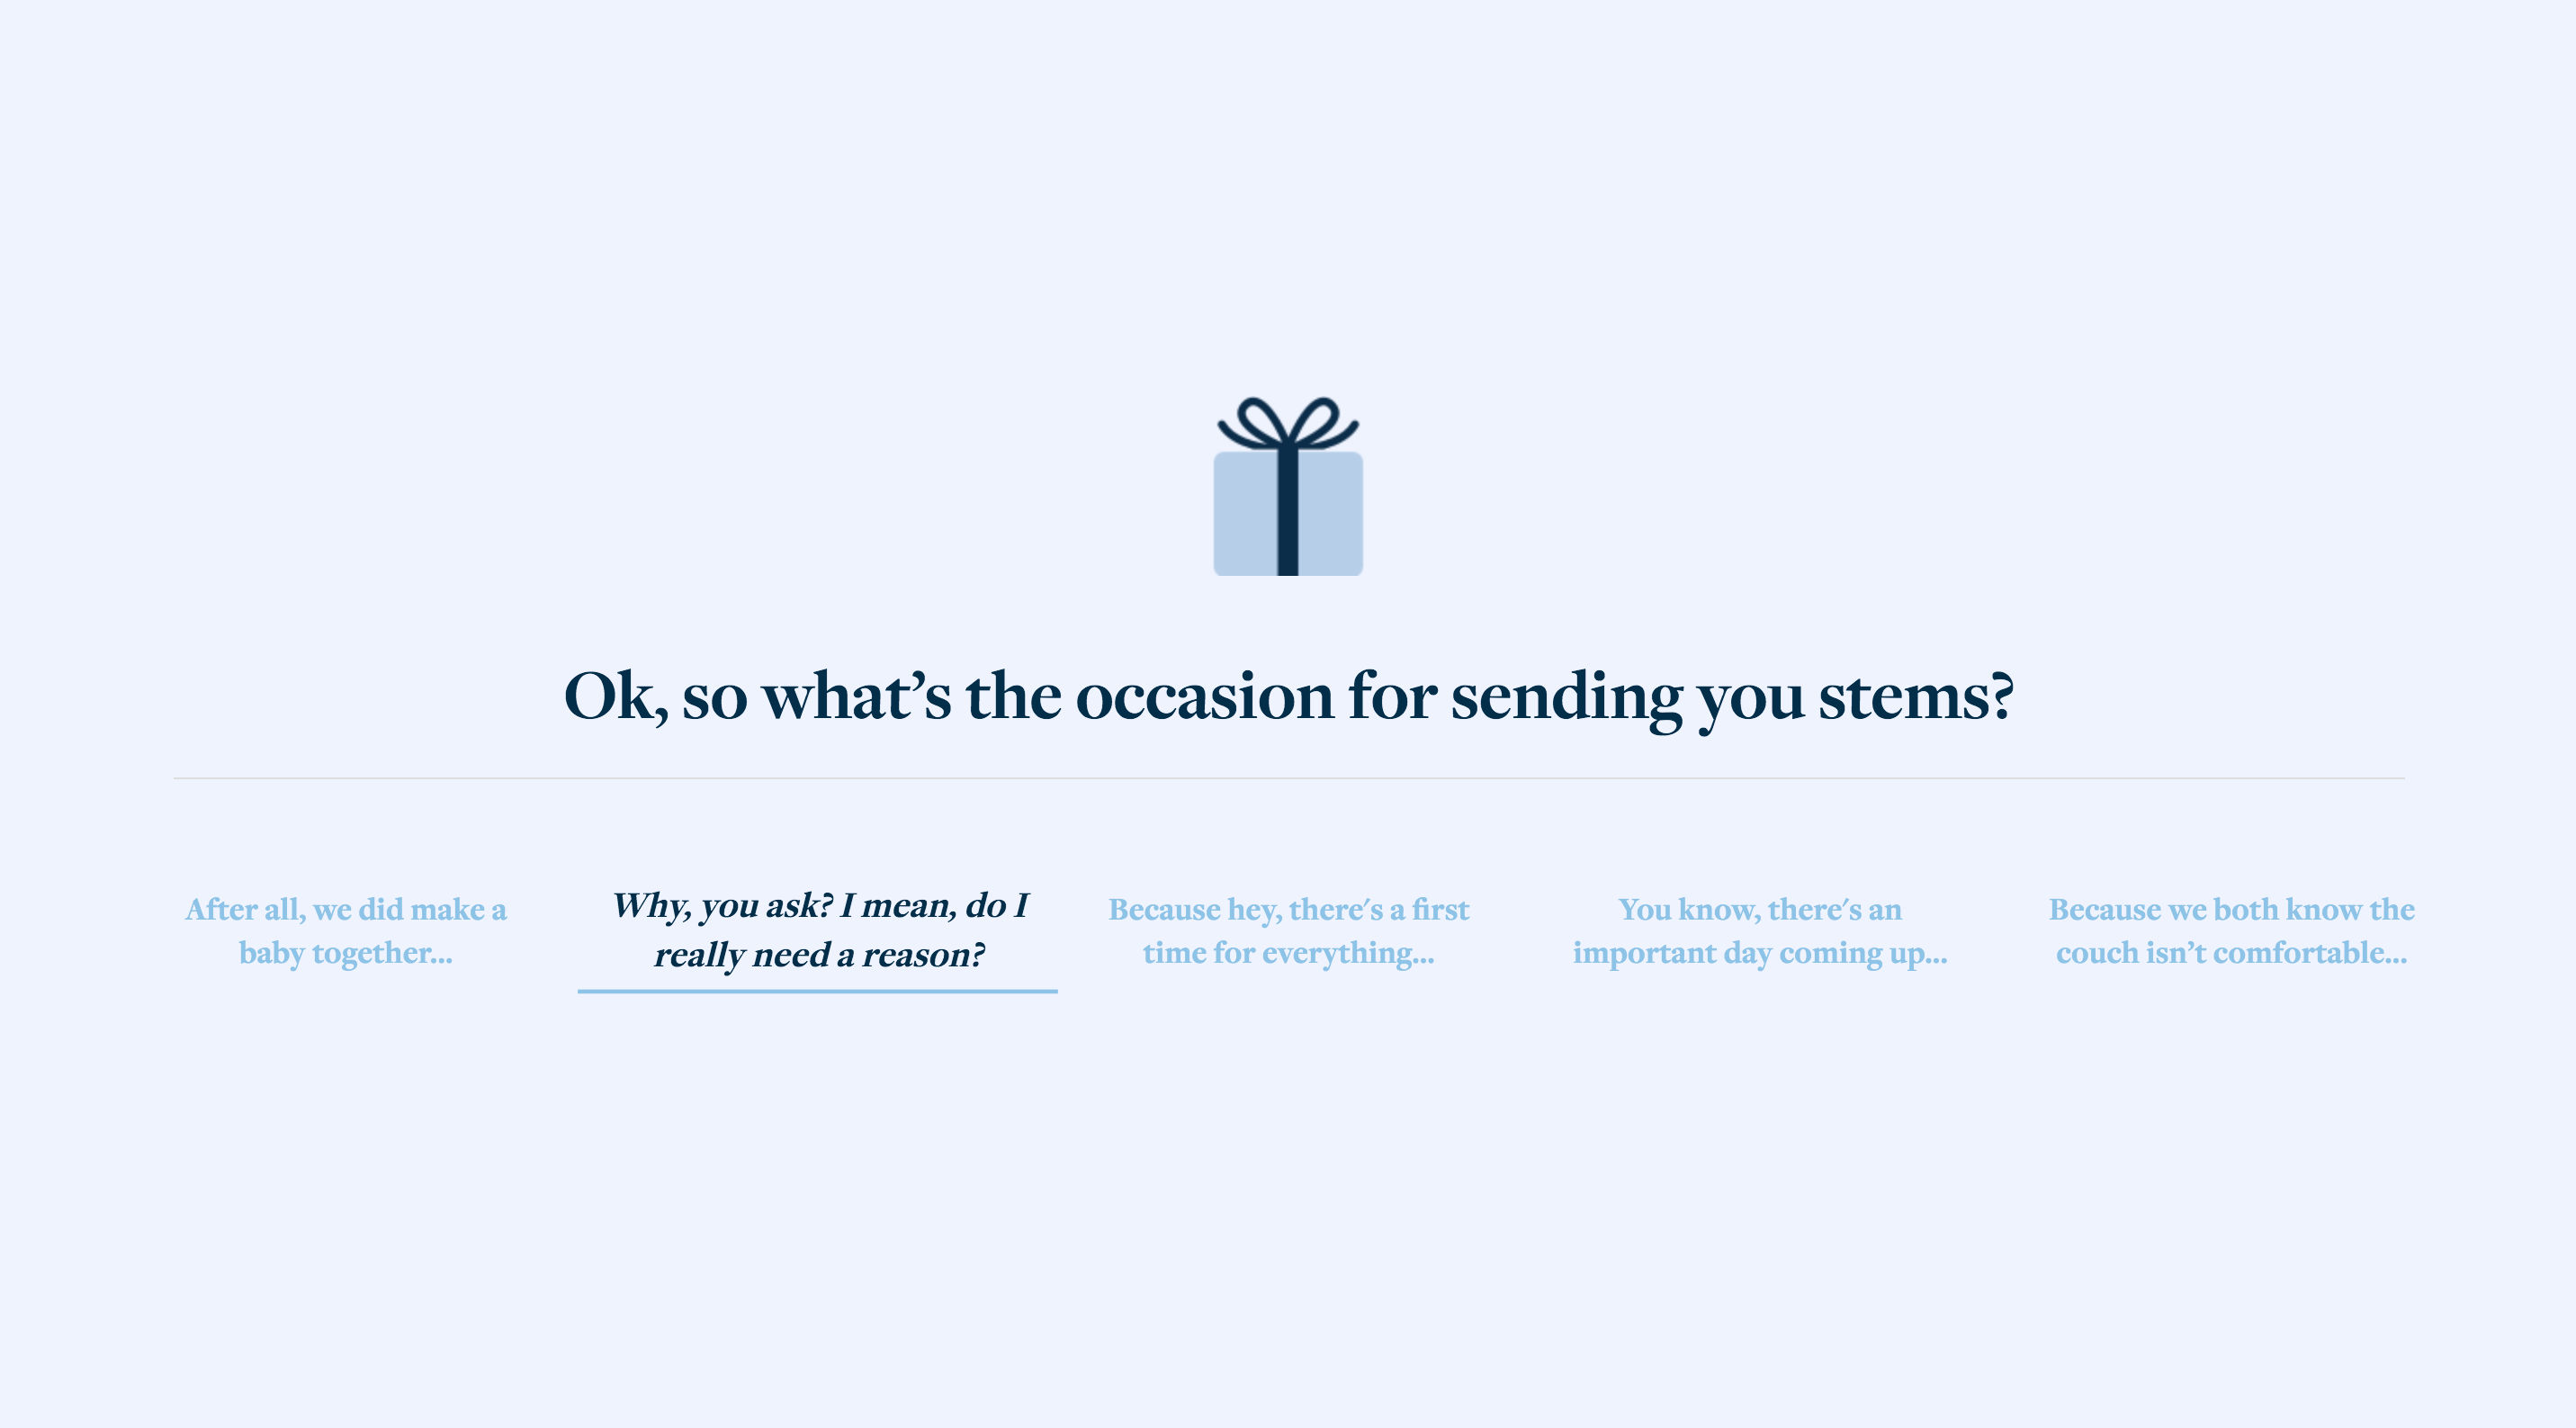 Ok, so what’s the occasion for sending you stems?
After all, we did make a
baby together...
Why, you ask? I mean, do I
really need a reason?
Because hey, there's a first
time for everything...
You know, there's an
important day coming up...
Because we both know the
couch isn’t comfortable...